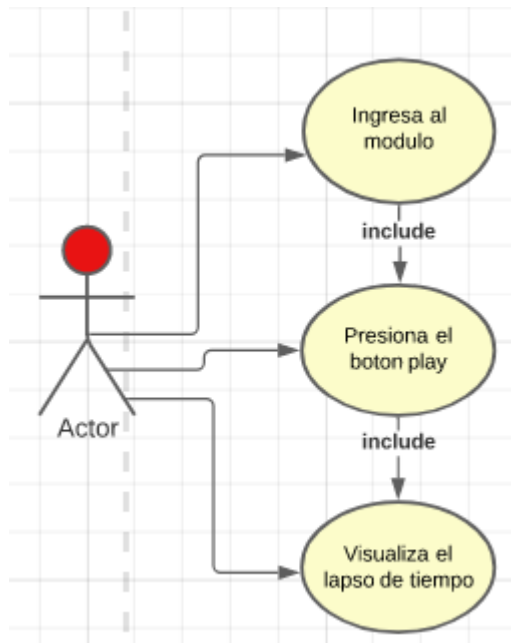 Ingresa al
modulo
include
Presiona el
boton play
Actor
include
Visualiza el
lapso de tiempo